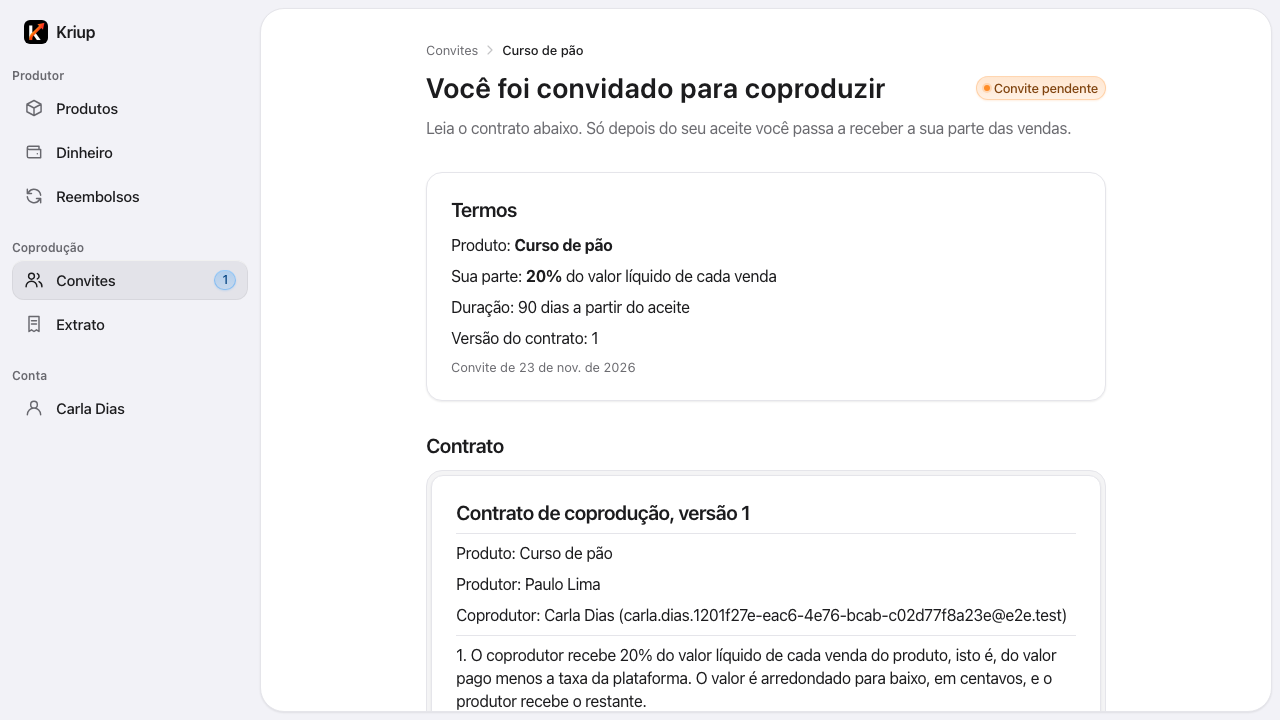 Kriup
Produtor
Produtos
Dinheiro
Reembolsos
Coprodução
Convites 1
Extrato
Conta
Carla Dias
Convites > Curso de pão
Você foi convidado para coproduzir
Convite pendente
Leia o contrato abaixo. Só depois do seu aceite você passa a receber a sua parte das vendas.
Termos
Produto: Curso de pão
Sua parte: 20% do valor líquido de cada venda
Duração: 90 dias a partir do aceite
Versão do contrato: 1
Convite de 23 de nov. de 2026
Contrato
Contrato de coprodução, versão 1
Produto: Curso de pão
Produtor: Paulo Lima
Coprodutor: Carla Dias (carla.dias.1201f27e-eac6-4e76-bcab-c02d77f8a23e@e2e.test)
1. O coprodutor recebe 20% do valor líquido de cada venda do produto, isto é, do valor
pago menos a taxa da plataforma. O valor é arredondado para baixo, em centavos, e o
produtor recebe o restante.